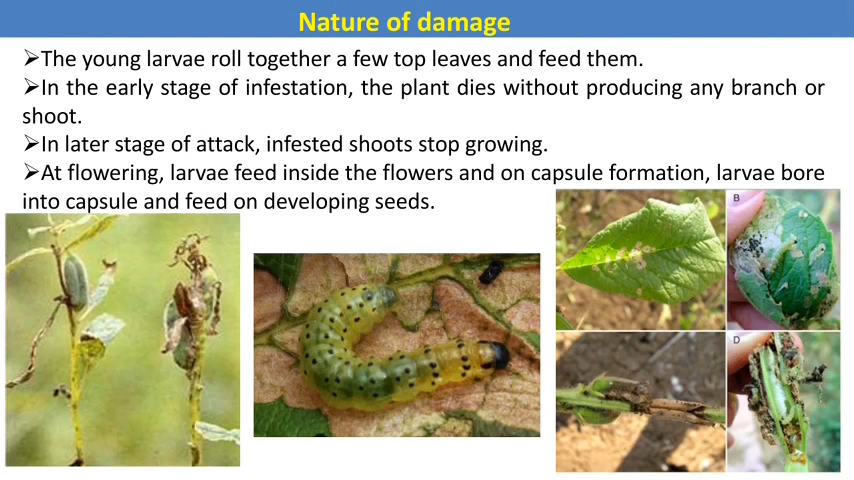 Nature of damage
➢The young larvae roll together a few top leaves and feed them.
➢In the early stage of infestation, the plant dies without producing any branch or
shoot.
➢In later stage of attack, infested shoots stop growing.
➢At flowering, larvae feed inside the flowers and on capsule formation, larvae bore
into capsule and feed on developing seeds.
B
D